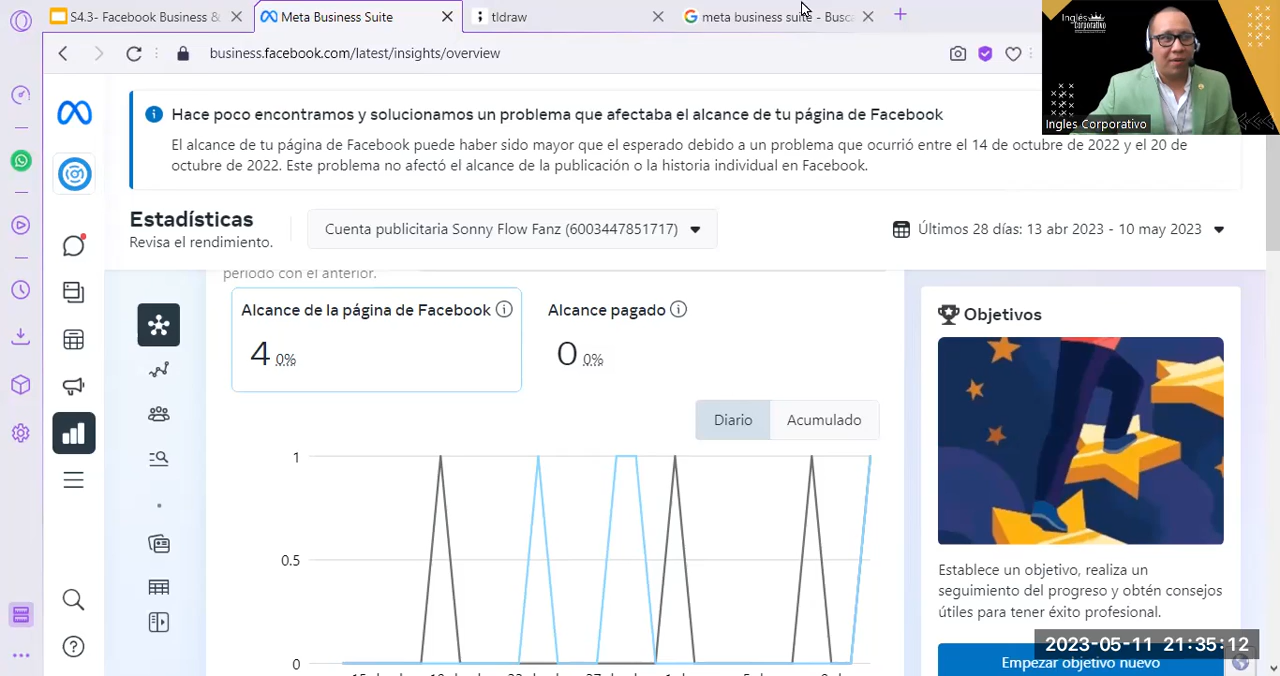 S4.3- Facebook Business &
Meta Business Suite
tldraw
meta business suite - Busca
business.facebook.com/latest/insights/overview
Inglés
Corporativo
Ingles Corporativo
Hace poco encontramos y solucionamos un problema que afectaba el alcance de tu página de Facebook
El alcance de tu página de Facebook puede haber sido mayor que el esperado debido a un problema que ocurrió entre el 14 de octubre de 2022 y el 20 de
octubre de 2022. Este problema no afectó el alcance de la publicación o la historia individual en Facebook.
Estadísticas
Revisa el rendimiento.
Cuenta publicitaria Sonny Flow Fanz (6003447851717)
Últimos 28 días: 13 abr 2023 - 10 may 2023
período con el anterior.
Alcance de la página de Facebook
4 0%
Alcance pagado
0 0%
Diario
Acumulado
1
0.5
0
Objetivos
Establece un objetivo, realiza un
seguimiento del progreso y obtén consejos
útiles para tener éxito profesional.
2023-05-11 21:35:12
Empezar objetivo nuevo